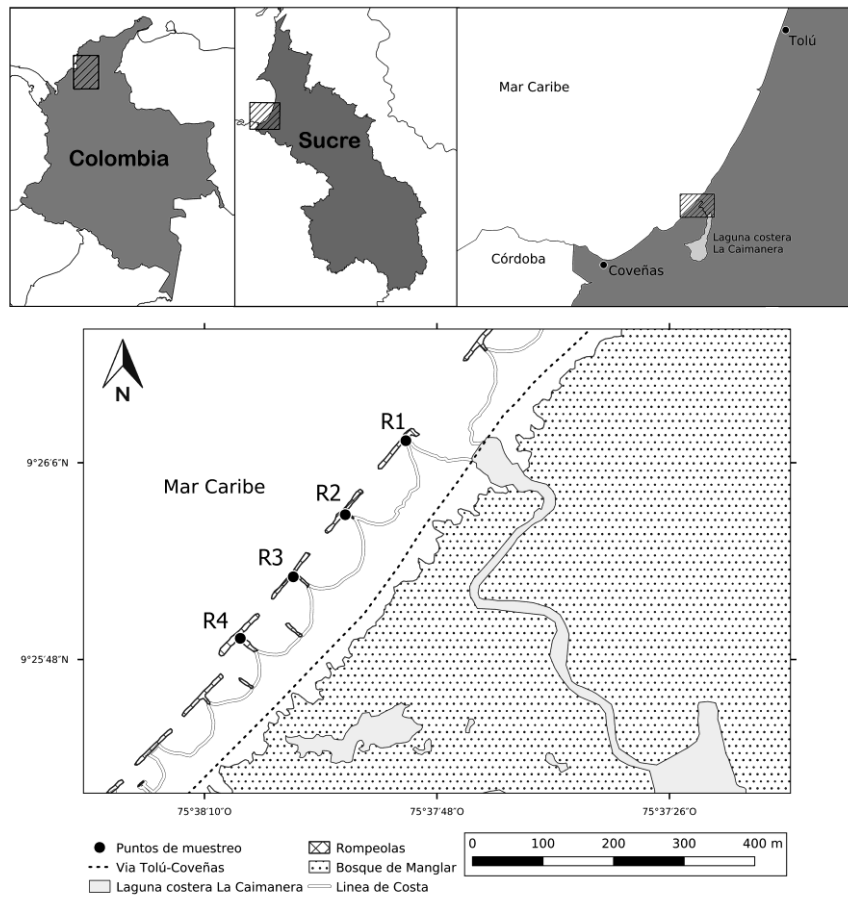 Colombia
Sucre
Tolú
Mar Caribe
Laguna costera
La Caimanera
Córdoba
Coveñas
N
R1
9°26′6″N
Mar Caribe
R2
R3
R4
9°25′48″N
75°38′10″O
75°37′48″O
75°37′26″O
Puntos de muestreo
Rompeolas
0 100 200 300 400 m
Via Tolú-Coveñas
Bosque de Manglar
Laguna costera La Caimanera
Linea de Costa